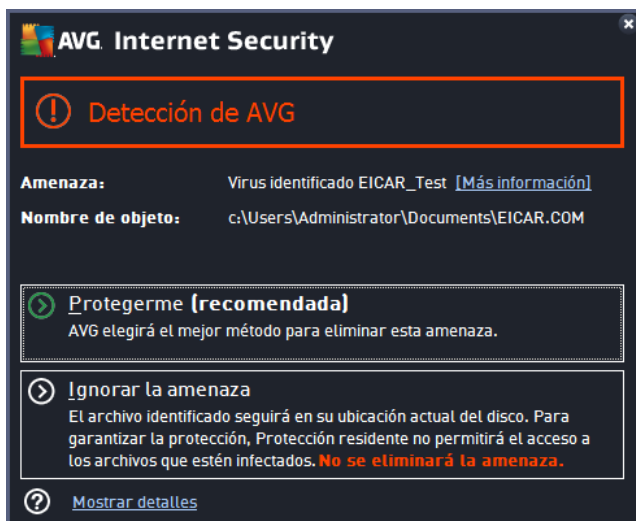 AVG Internet Security
Detección de AVG
Amenaza: Virus identificado EICAR_Test [Más información]
Nombre de objeto: c:\Users\Administrator\Documents\EICAR.COM
Protegerme (recomendada)
AVG elegirá el mejor método para eliminar esta amenaza.
Ignorar la amenaza
El archivo identificado seguirá en su ubicación actual del disco. Para
garantizar la protección, Protección residente no permitirá el acceso a
los archivos que estén infectados. No se eliminará la amenaza.
Mostrar detalles